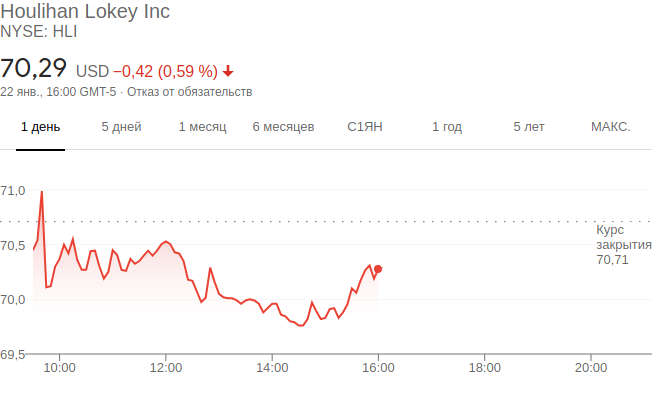 Houlihan Lokey Inc
NYSE: HLI
70,29 USD −0,42 (0,59 %)
22 янв., 16:00 GMT-5 · Отказ от обязательств
1 день 5 дней 1 месяц 6 месяцев С1ЯН 1 год 5 лет МАКС.
71,0
Курс
закрытия
70,71
70,5
70,0
69,5
10:00 12:00 14:00 16:00 18:00 20:00